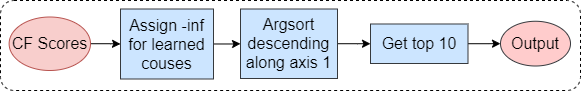 CF Scores
Assign -inf
for learned
couses
Argsort
descending
along axis 1
Get top 10
Output